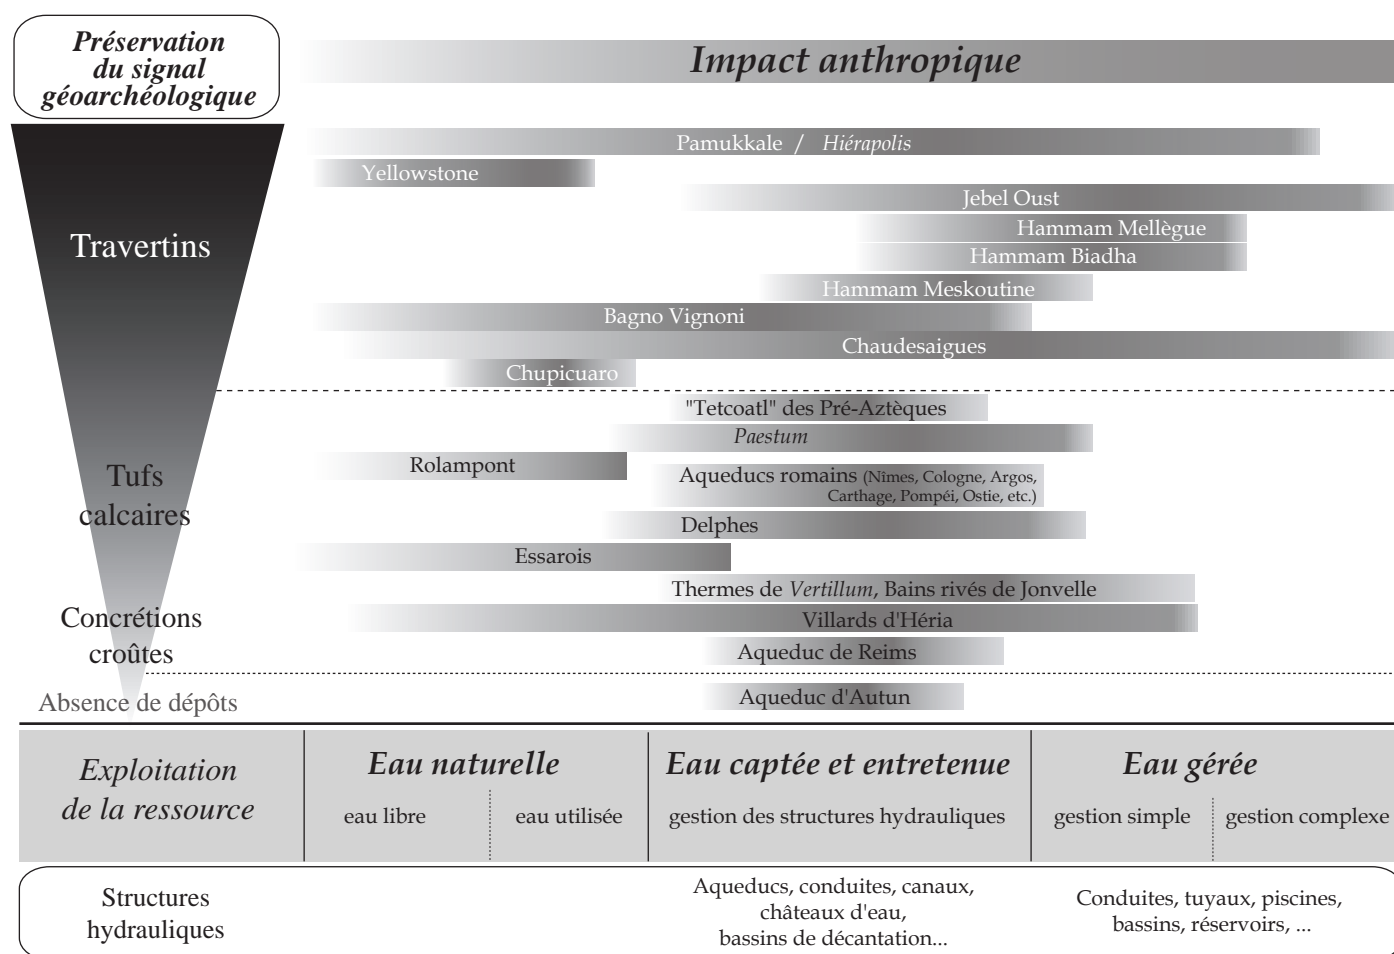 Préservation
du signal
géoarchéologique
Impact anthropique
Pamukkale / Hiérapolis
Yellowstone
Jebel Oust
Travertins
Hammam Mellègue
Hammam Biadha
Hammam Meskoutine
Bagno Vignoni
Chaudesaigues
Chupicuaro
"Tetcoatl" des Pré-Aztèques
Paestum
Rolampont
Tufs
calcaires
Aqueducs romains (Nîmes, Cologne, Argos,
Carthage, Pompéi, Ostie, etc.)
Delphes
Essarois
Thermes de Vertillum, Bains rivés de Jonvelle
Concrétions
croûtes
Villards d'Héria
Aqueduc de Reims
Absence de dépôts
Aqueduc d'Autun
Exploitation
de la ressource
Eau naturelle
Eau captée et entretenue
Eau gérée
eau libre
eau utilisée
gestion des structures hydrauliques
gestion simple
gestion complexe
Structures
hydrauliques
Aqueducs, conduites, canaux,
châteaux d'eau,
bassins de décantation...
Conduites, tuyaux, piscines,
bassins, réservoirs, ...